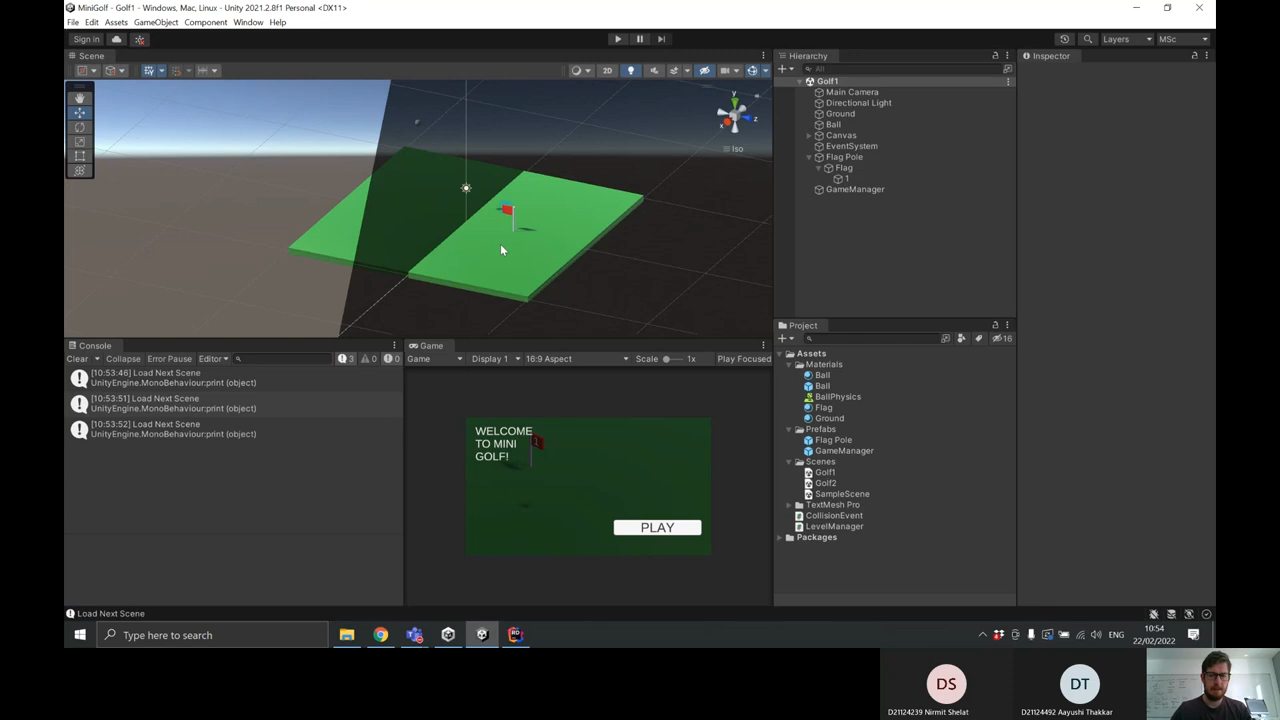 MiniGolf - Golf1 - Windows, Mac, Linux - Unity 2021.2.8f1 Personal <DX11>
File Edit Assets GameObject Component Window Help
Sign in
Layers MSc
Scene
2D
y
x
z
Iso
Hierarchy
All
Golf1
Main Camera
Directional Light
Ground
Ball
Canvas
EventSystem
Flag Pole
Flag
1
GameManager
Inspector
Console
Clear Collapse Error Pause Editor 3 0 0
[10:53:46] Load Next Scene
UnityEngine.MonoBehaviour:print (object)
[10:53:51] Load Next Scene
UnityEngine.MonoBehaviour:print (object)
[10:53:52] Load Next Scene
UnityEngine.MonoBehaviour:print (object)
Game
Game Display 1 16:9 Aspect Scale 1x Play Focused
WELCOME
TO MINI
GOLF!
1
PLAY
Project
16
Assets
Materials
Ball
Ball
BallPhysics
Flag
Ground
Prefabs
Flag Pole
GameManager
Scenes
Golf1
Golf2
SampleScene
TextMesh Pro
CollisionEvent
LevelManager
Packages
Load Next Scene
Type here to search
RD
ENG
10:54
22/02/2022
DS
D21124239 Nirmit Shelat
DT
D21124492 Aayushi Thakkar